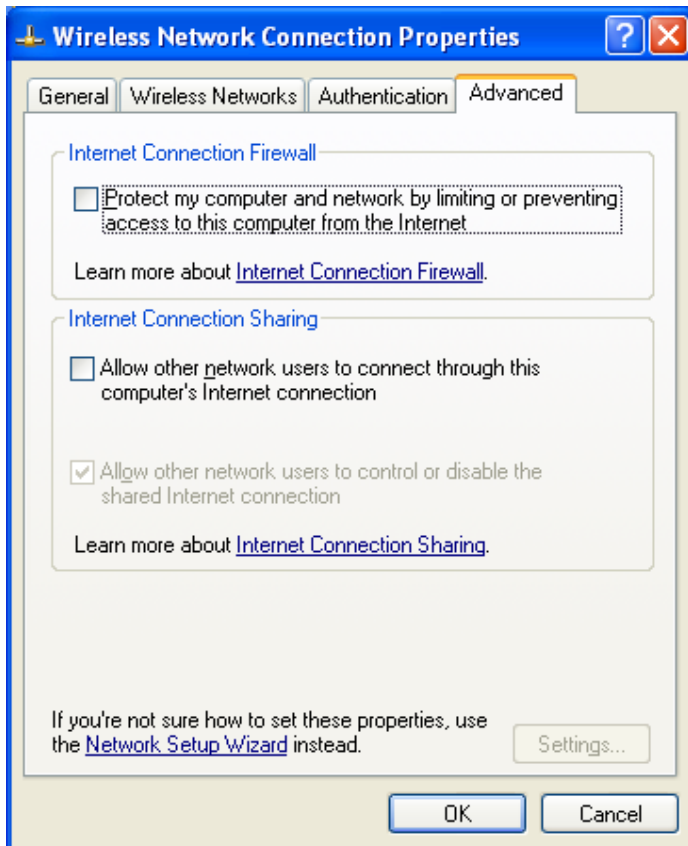 Wireless Network Connection Properties
General Wireless Networks Authentication Advanced
Internet Connection Firewall
Protect my computer and network by limiting or preventing
access to this computer from the Internet
Learn more about Internet Connection Firewall.
Internet Connection Sharing
Allow other network users to connect through this
computer's Internet connection
Allow other network users to control or disable the
shared Internet connection
Learn more about Internet Connection Sharing.
If you're not sure how to set these properties, use
the Network Setup Wizard instead.
Settings...
OK Cancel